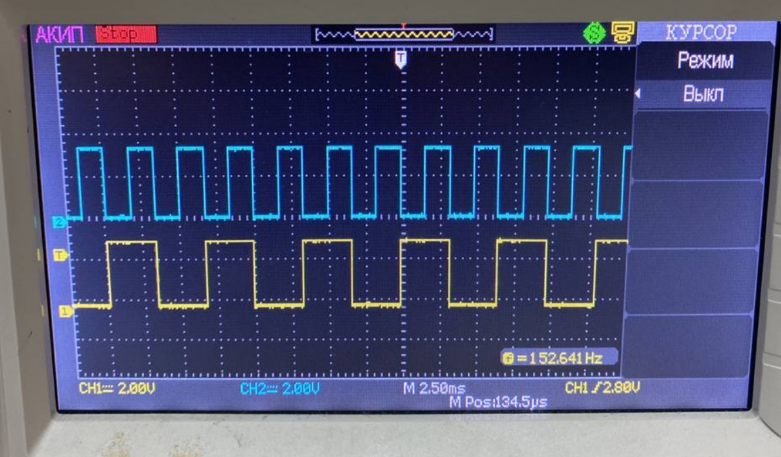 АКИП Stop T КУРСОР
T
Режим
Выкл
2
T
1
f=152.641Hz
CH1 2.00V CH2 2.00V M 2.50ms CH1 2.80V
M Pos:134.5µs